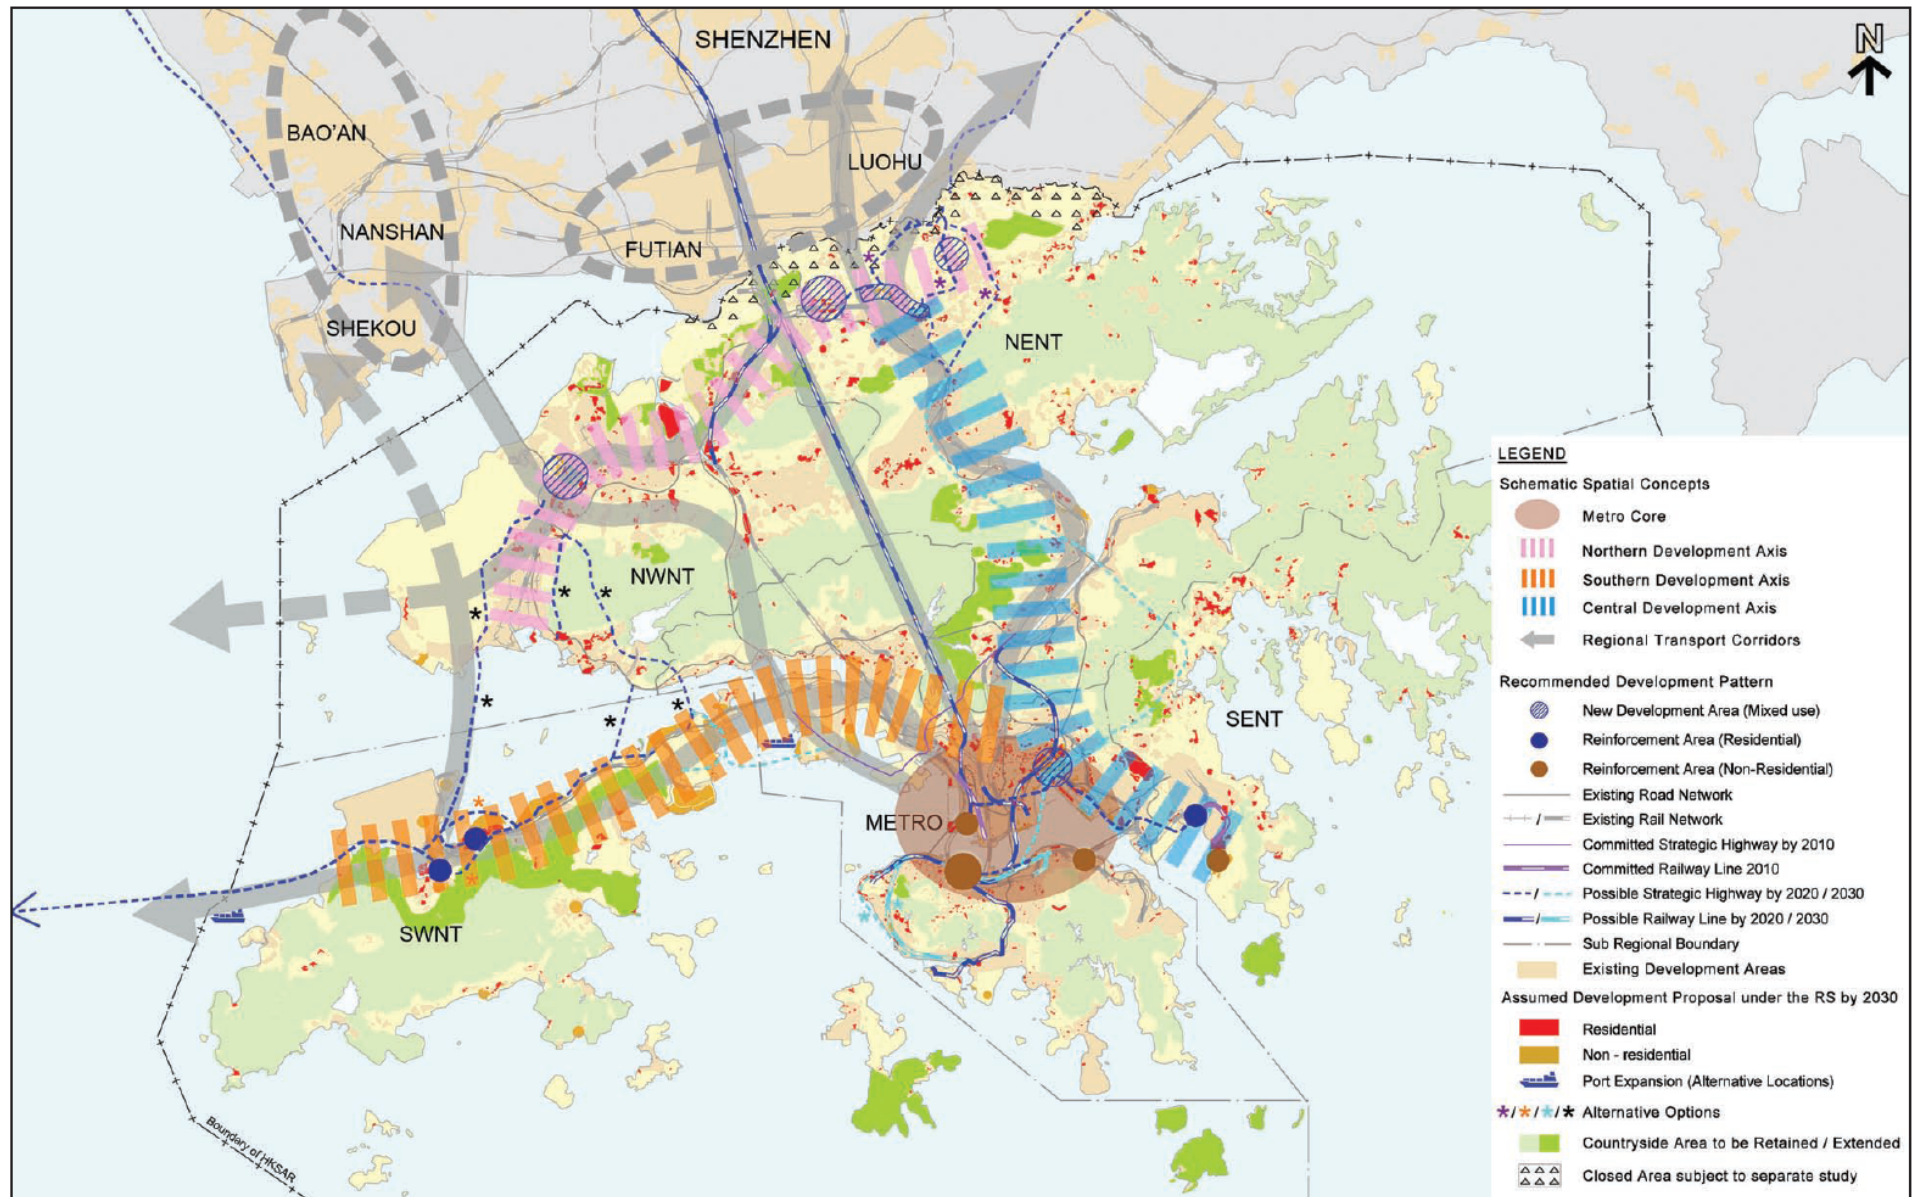 SHENZHEN
N
BAO'AN
LUOHU
NANSHAN
FUTIAN
SHEKOU
NENT
NWNT
SENT
METRO
SWNT
Boundary of HKSAR
LEGEND
Schematic Spatial Concepts
Metro Core
Northern Development Axis
Southern Development Axis
Central Development Axis
Regional Transport Corridors
Recommended Development Pattern
New Development Area (Mixed use)
Reinforcement Area (Residential)
Reinforcement Area (Non-Residential)
Existing Road Network
/ Existing Rail Network
Committed Strategic Highway by 2010
Committed Railway Line 2010
/ Possible Strategic Highway by 2020 / 2030
/ Possible Railway Line by 2020 / 2030
Sub Regional Boundary
Existing Development Areas
Assumed Development Proposal under the RS by 2030
Residential
Non - residential
Port Expansion (Alternative Locations)
*/*/*/* Alternative Options
Countryside Area to be Retained / Extended
Closed Area subject to separate study